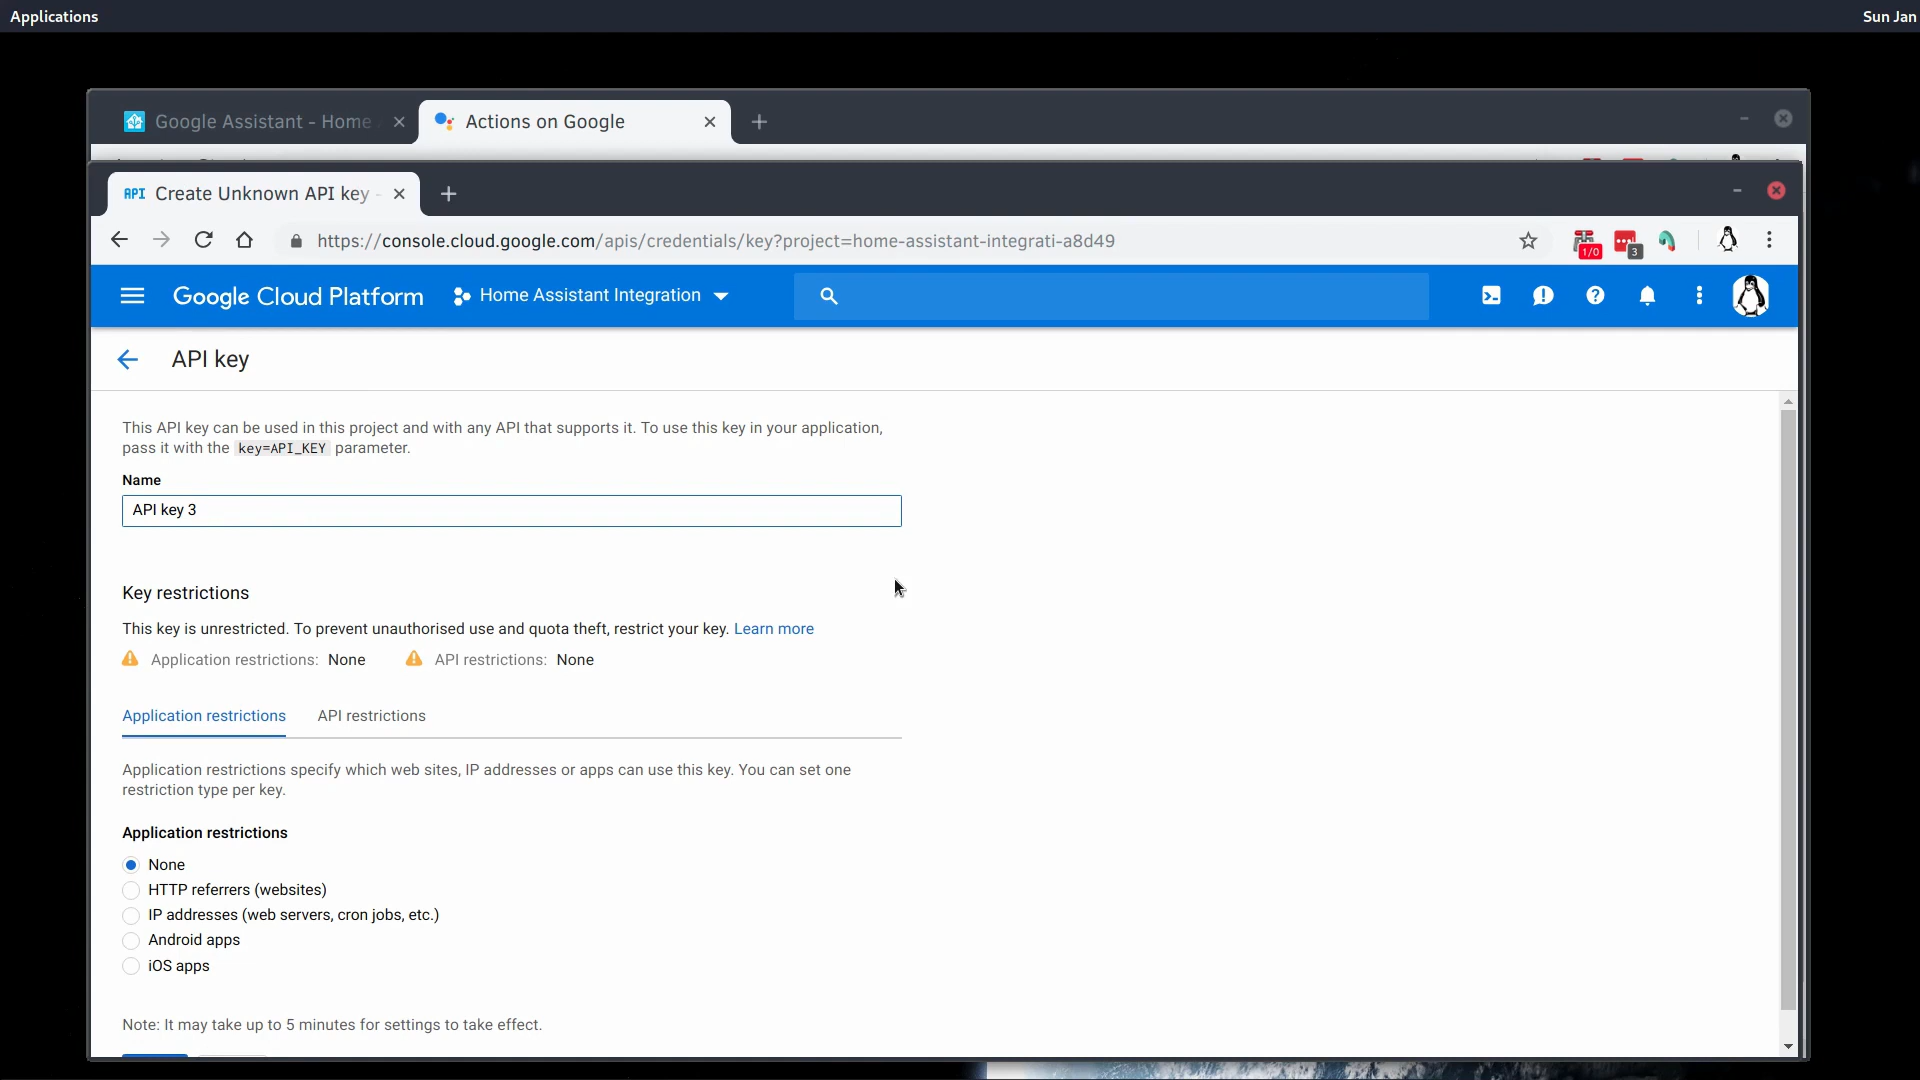 Applications
Sun Jan
Google Assistant - Home
Actions on Google
API Create Unknown API key -
https://console.cloud.google.com/apis/credentials/key?project=home-assistant-integrati-a8d49
1/0
3
Google Cloud Platform
Home Assistant Integration
API key
This API key can be used in this project and with any API that supports it. To use this key in your application,
pass it with the key=API_KEY parameter.
Name
API key 3
Key restrictions
This key is unrestricted. To prevent unauthorised use and quota theft, restrict your key. Learn more
Application restrictions: None
API restrictions: None
Application restrictions
API restrictions
Application restrictions specify which web sites, IP addresses or apps can use this key. You can set one
restriction type per key.
Application restrictions
None
HTTP referrers (websites)
IP addresses (web servers, cron jobs, etc.)
Android apps
iOS apps
Note: It may take up to 5 minutes for settings to take effect.